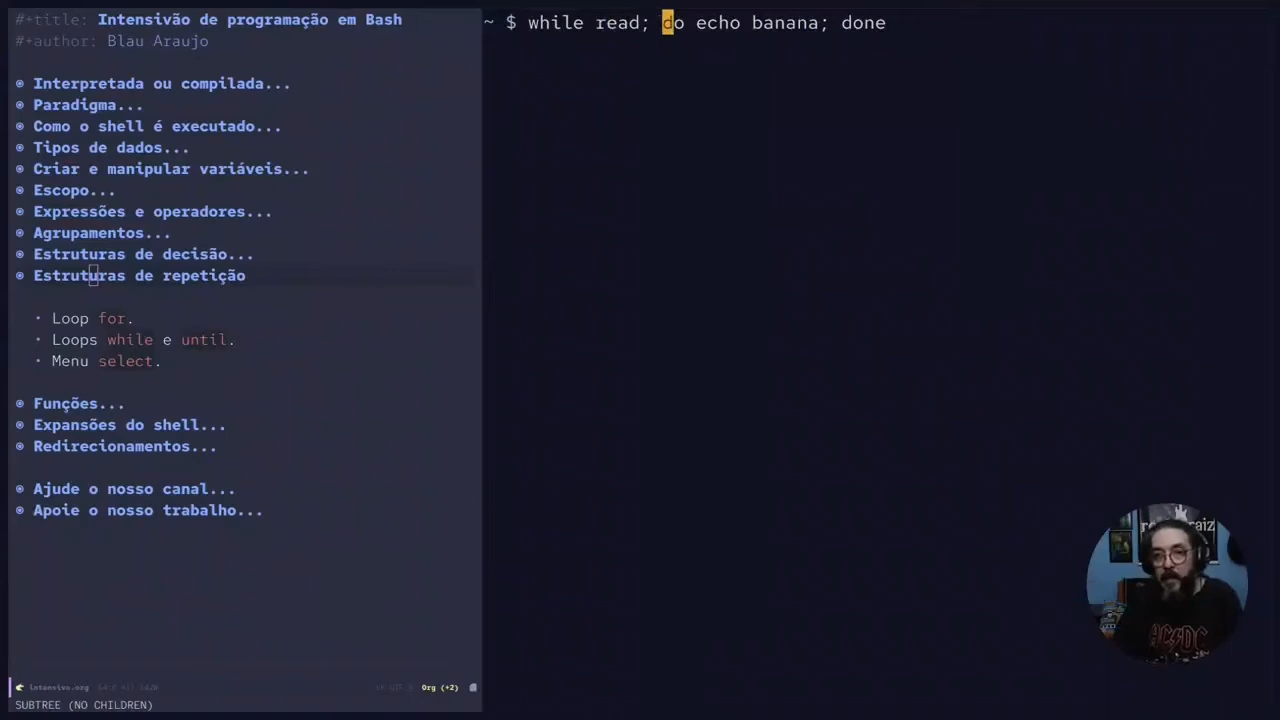 #+title: Intensivão de programação em Bash
#+author: Blau Araujo
Interpretada ou compilada...
Paradigma...
Como o shell é executado...
Tipos de dados...
Criar e manipular variáveis...
Escopo...
Expressões e operadores...
Agrupamentos...
Estruturas de decisão...
Estruturas de repetição
• Loop for.
• Loops while e until.
• Menu select.
Funções...
Expansões do shell...
Redirecionamentos...
Ajude o nosso canal...
Apoie o nosso trabalho...
intensivo.org
Org (+2)
SUBTREE (NO CHILDREN)
~ $ while read; do echo banana; done
AC/DC